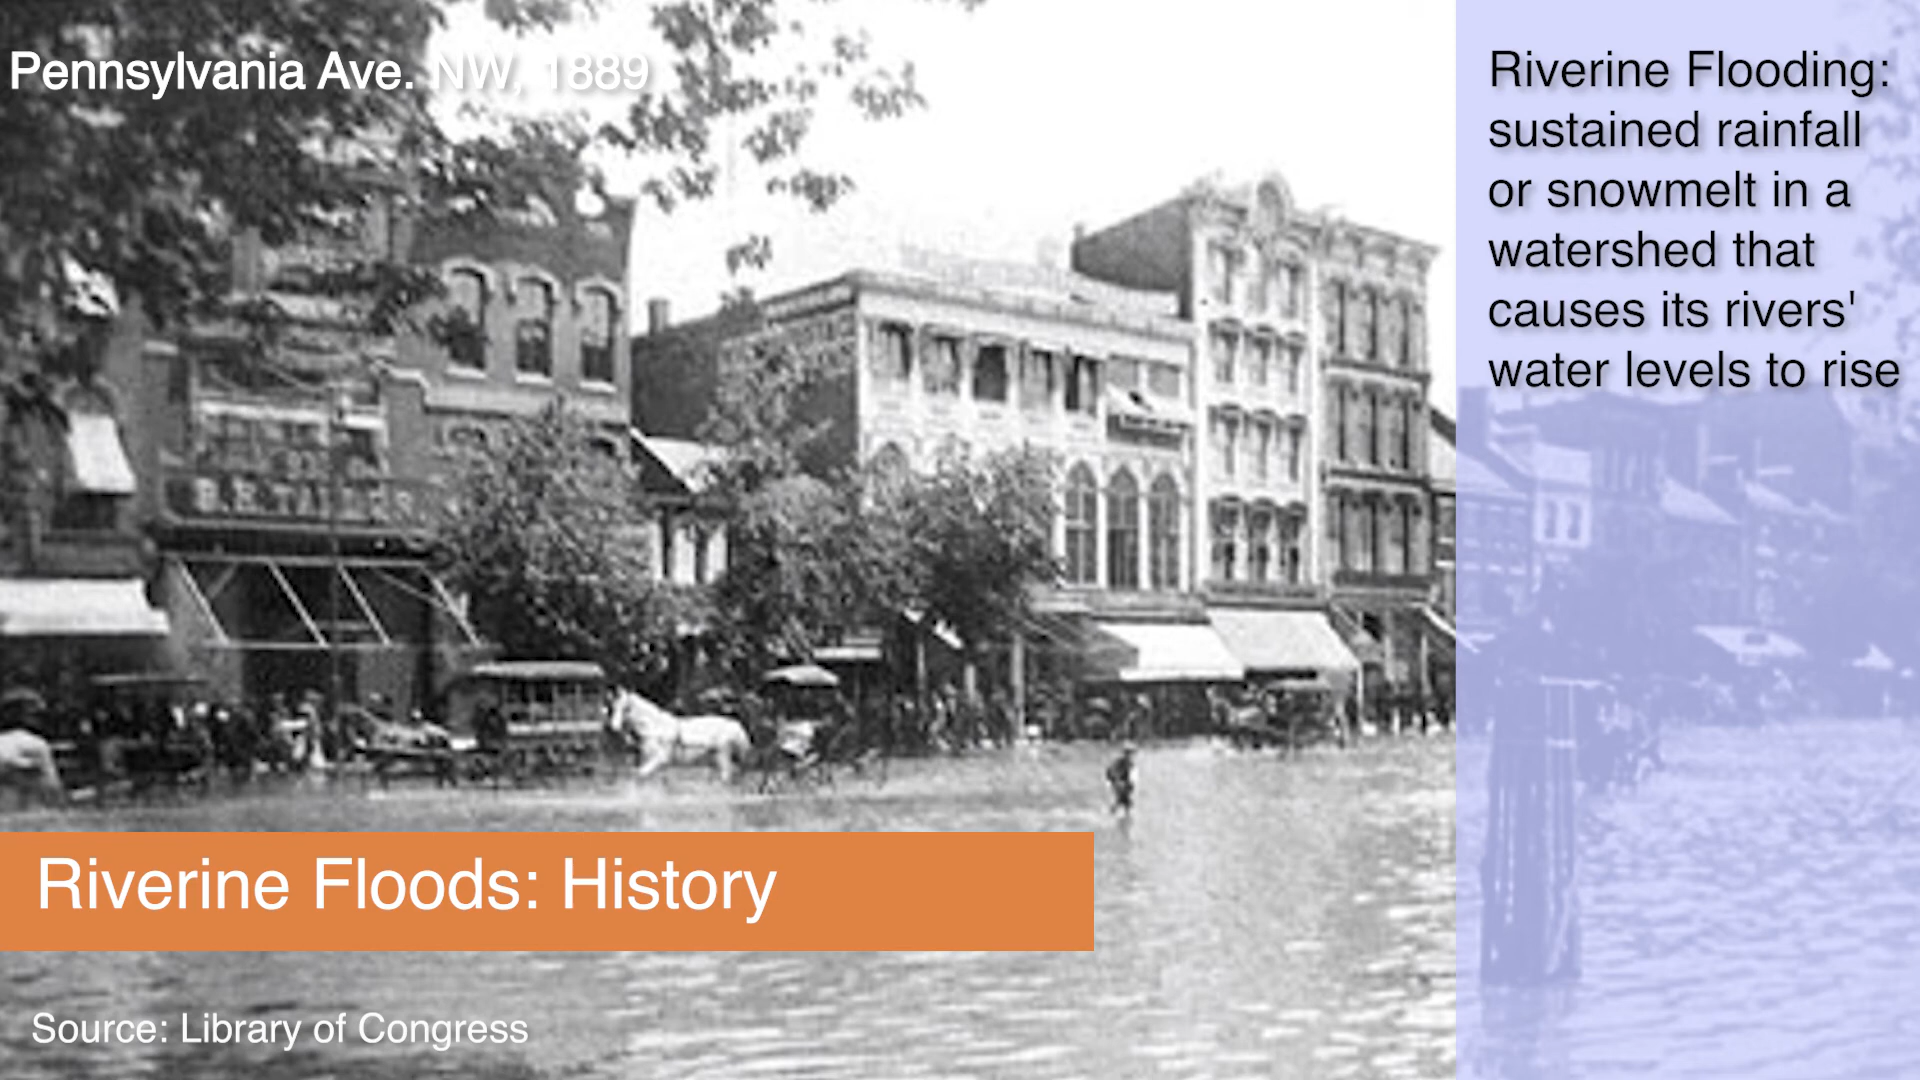 Pennsylvania Ave. NW, 1889
Riverine Flooding:
sustained rainfall
or snowmelt in a
watershed that
causes its rivers'
water levels to rise
Riverine Floods: History
Source: Library of Congress